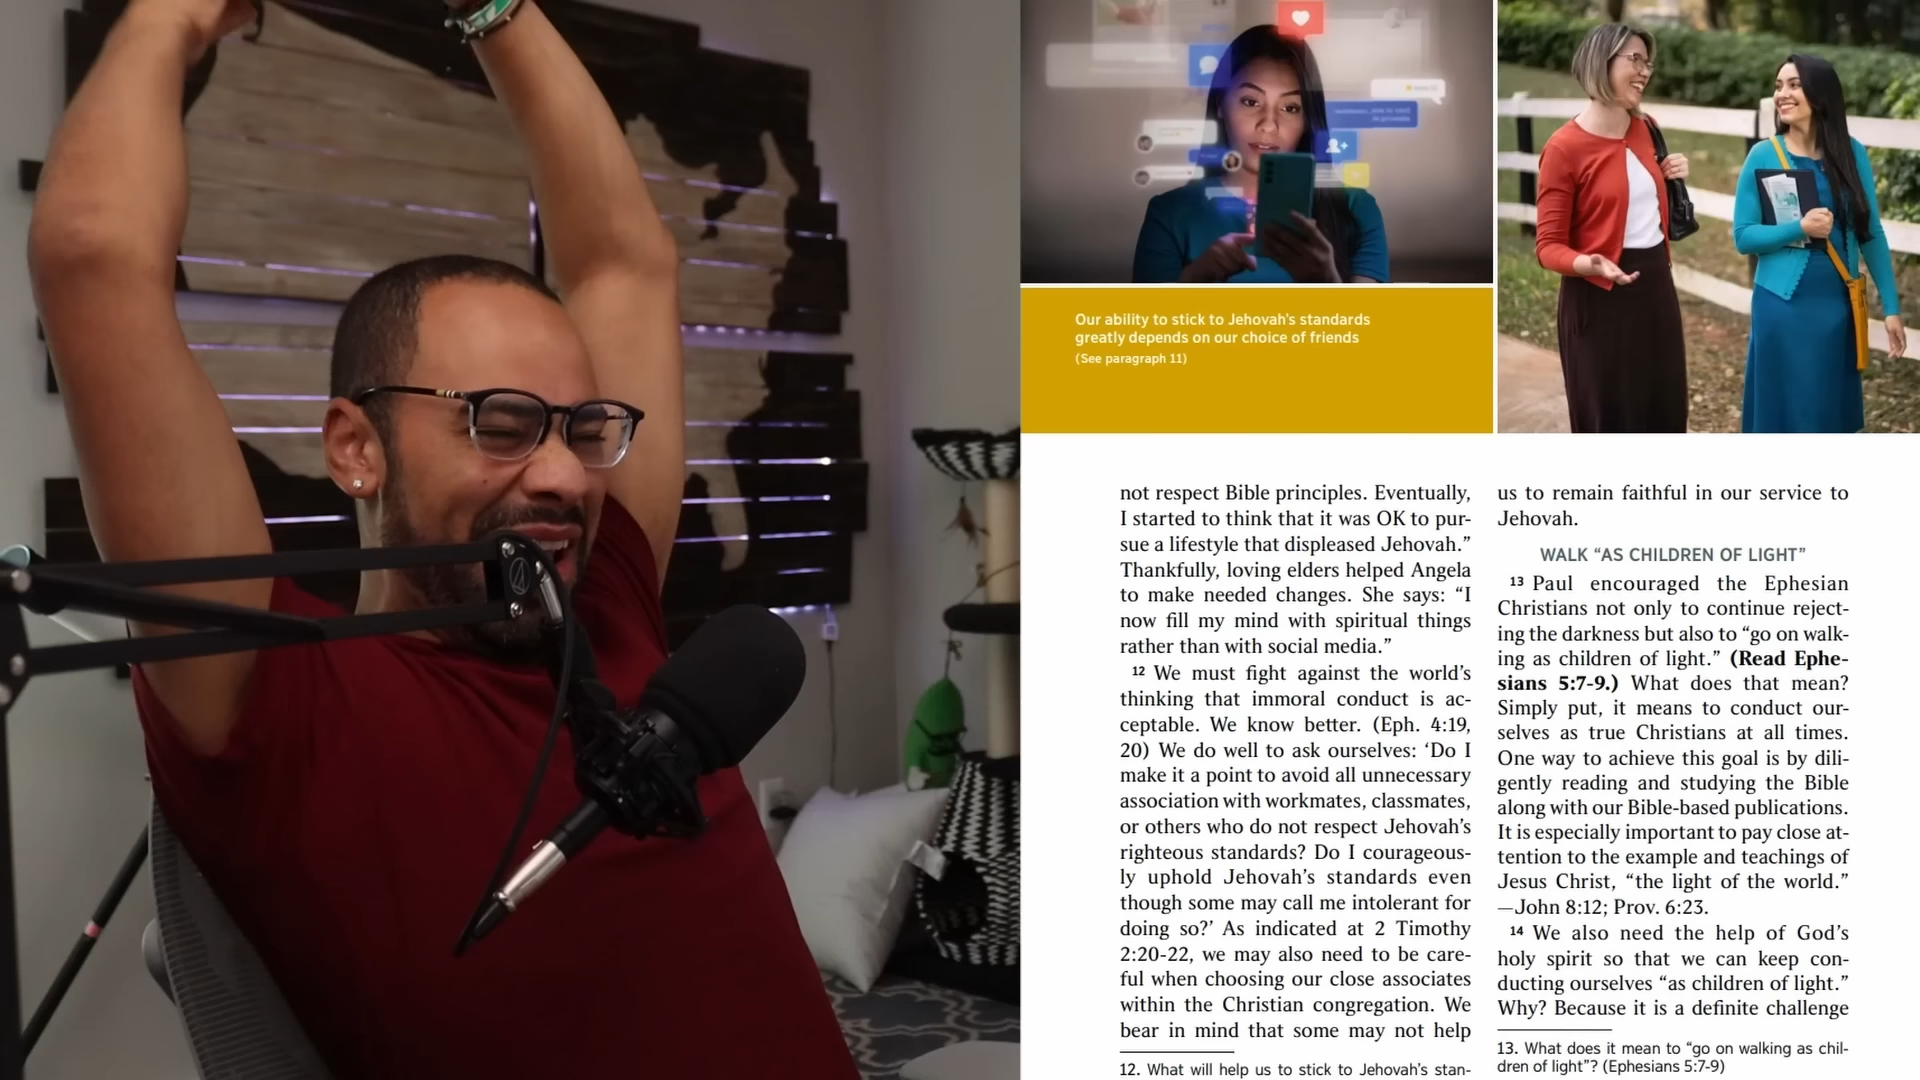 Our ability to stick to Jehovah's standards
greatly depends on our choice of friends
(See paragraph 11)
not respect Bible principles. Eventually,
I started to think that it was OK to pur-
sue a lifestyle that displeased Jehovah.”
Thankfully, loving elders helped Angela
to make needed changes. She says: “I
now fill my mind with spiritual things
rather than with social media.”
12 We must fight against the world’s
thinking that immoral conduct is ac-
ceptable. We know better. (Eph. 4:19,
20) We do well to ask ourselves: ‘Do I
make it a point to avoid all unnecessary
association with workmates, classmates,
or others who do not respect Jehovah’s
righteous standards? Do I courageous-
ly uphold Jehovah’s standards even
though some may call me intolerant for
doing so?’ As indicated at 2 Timothy
2:20-22, we may also need to be care-
ful when choosing our close associates
within the Christian congregation. We
bear in mind that some may not help
12. What will help us to stick to Jehovah’s stan-
us to remain faithful in our service to
Jehovah.
WALK “AS CHILDREN OF LIGHT”
13 Paul encouraged the Ephesian
Christians not only to continue reject-
ing the darkness but also to “go on walk-
ing as children of light.” (Read Ephe-
sians 5:7-9.) What does that mean?
Simply put, it means to conduct our-
selves as true Christians at all times.
One way to achieve this goal is by dili-
gently reading and studying the Bible
along with our Bible-based publications.
It is especially important to pay close at-
tention to the example and teachings of
Jesus Christ, “the light of the world.”
—John 8:12; Prov. 6:23.
14 We also need the help of God’s
holy spirit so that we can keep con-
ducting ourselves “as children of light.”
Why? Because it is a definite challenge
13. What does it mean to “go on walking as chil-
dren of light”? (Ephesians 5:7-9)